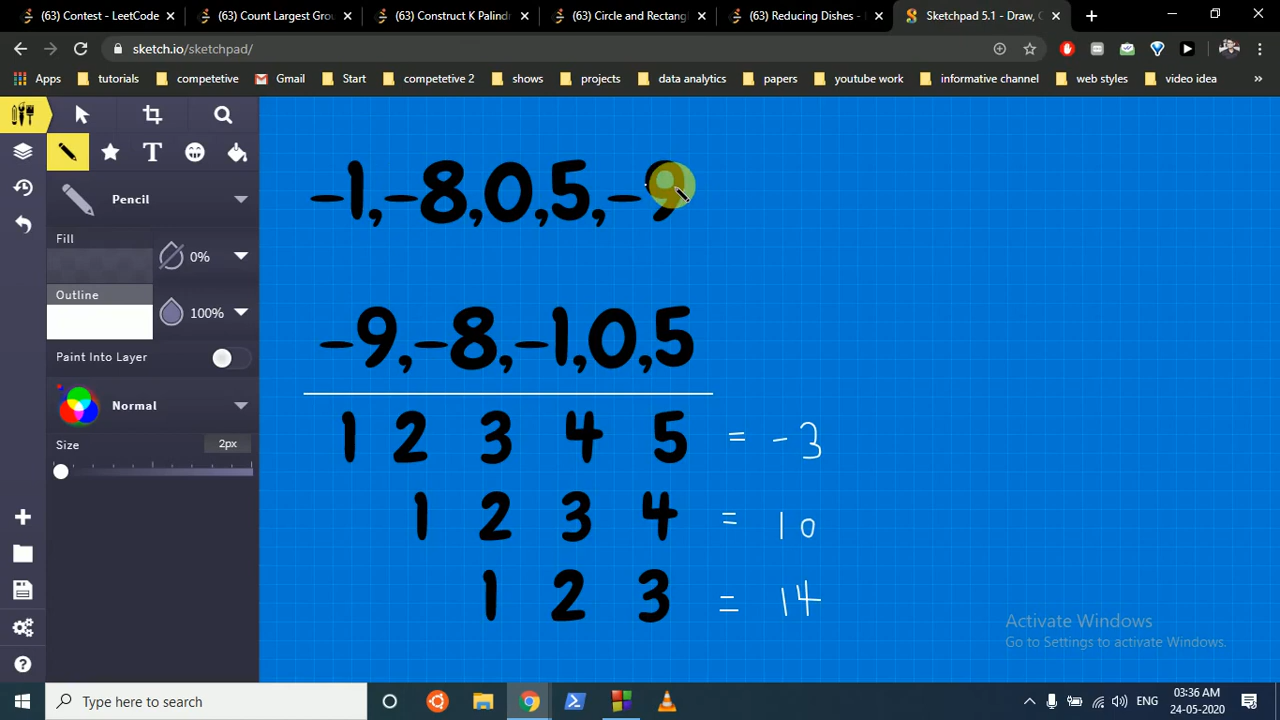 (63) Contest - LeetCode
(63) Count Largest Gro
(63) Construct K Palind
(63) Circle and Rectang
(63) Reducing Dishes -
Sketchpad 5.1 - Draw, C
sketch.io/sketchpad/
Apps tutorials competetive Gmail Start competetive 2 shows projects data analytics papers youtube work informative channel web styles video idea »
Pencil
Fill
0%
Outline
100%
Paint Into Layer
Normal
Size
2px
-1,-8,0,5,-9
-9,-8,-1,0,5
1 2 3 4 5 = -3
1 2 3 4 = 10
1 2 3 = 14
Activate Windows
Go to Settings to activate Windows.
Type here to search
ENG
03:36 AM
24-05-2020